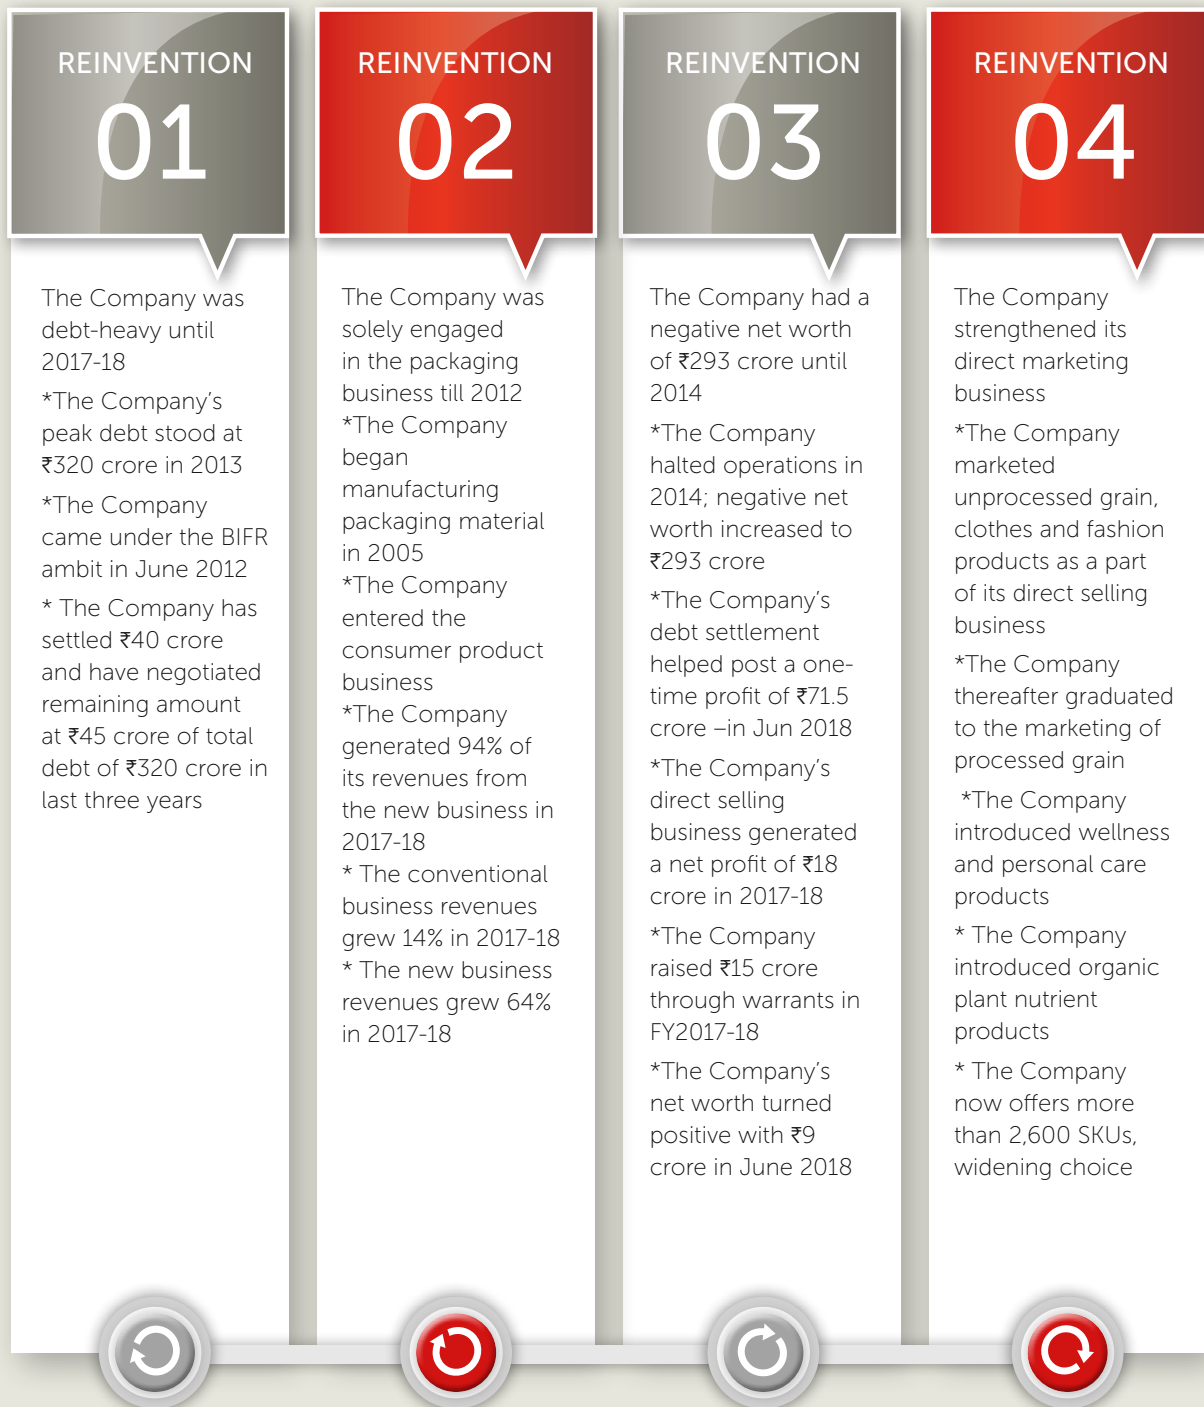 REINVENTION
01
The Company was
debt-heavy until
2017-18
*The Company's
peak debt stood at
₹320 crore in 2013
*The Company
came under the BIFR
ambit in June 2012
* The Company has
settled ₹40 crore
and have negotiated
remaining amount
at ₹45 crore of total
debt of ₹320 crore in
last three years
REINVENTION
02
The Company was
solely engaged
in the packaging
business till 2012
*The Company
began
manufacturing
packaging material
in 2005
*The Company
entered the
consumer product
business
*The Company
generated 94% of
its revenues from
the new business in
2017-18
* The conventional
business revenues
grew 14% in 2017-18
* The new business
revenues grew 64%
in 2017-18
REINVENTION
03
The Company had a
negative net worth
of ₹293 crore until
2014
*The Company
halted operations in
2014; negative net
worth increased to
₹293 crore
*The Company's
debt settlement
helped post a one-
time profit of ₹71.5
crore –in Jun 2018
*The Company's
direct selling
business generated
a net profit of ₹18
crore in 2017-18
*The Company
raised ₹15 crore
through warrants in
FY2017-18
*The Company's
net worth turned
positive with ₹9
crore in June 2018
REINVENTION
04
The Company
strengthened its
direct marketing
business
*The Company
marketed
unprocessed grain,
clothes and fashion
products as a part
of its direct selling
business
*The Company
thereafter graduated
to the marketing of
processed grain
*The Company
introduced wellness
and personal care
products
* The Company
introduced organic
plant nutrient
products
* The Company
now offers more
than 2,600 SKUs,
widening choice